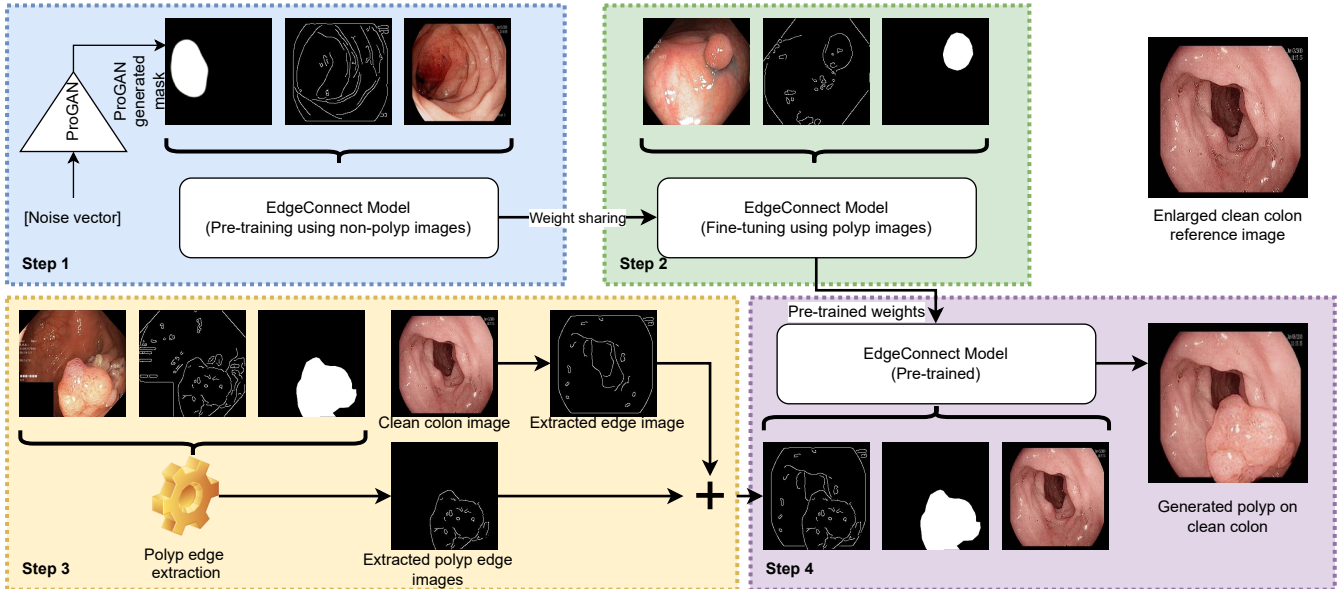 ProGAN
ProGAN
generated
mask
[Noise vector]
EdgeConnect Model
(Pre-training using non-polyp images)
Step 1
Weight sharing
EdgeConnect Model
(Fine-tuning using polyp images)
Step 2
Enlarged clean colon
reference image
Clean colon image
Extracted edge image
Polyp edge
extraction
Extracted polyp edge
images
+
Step 3
Pre-trained weights
EdgeConnect Model
(Pre-trained)
Generated polyp on
clean colon
Step 4